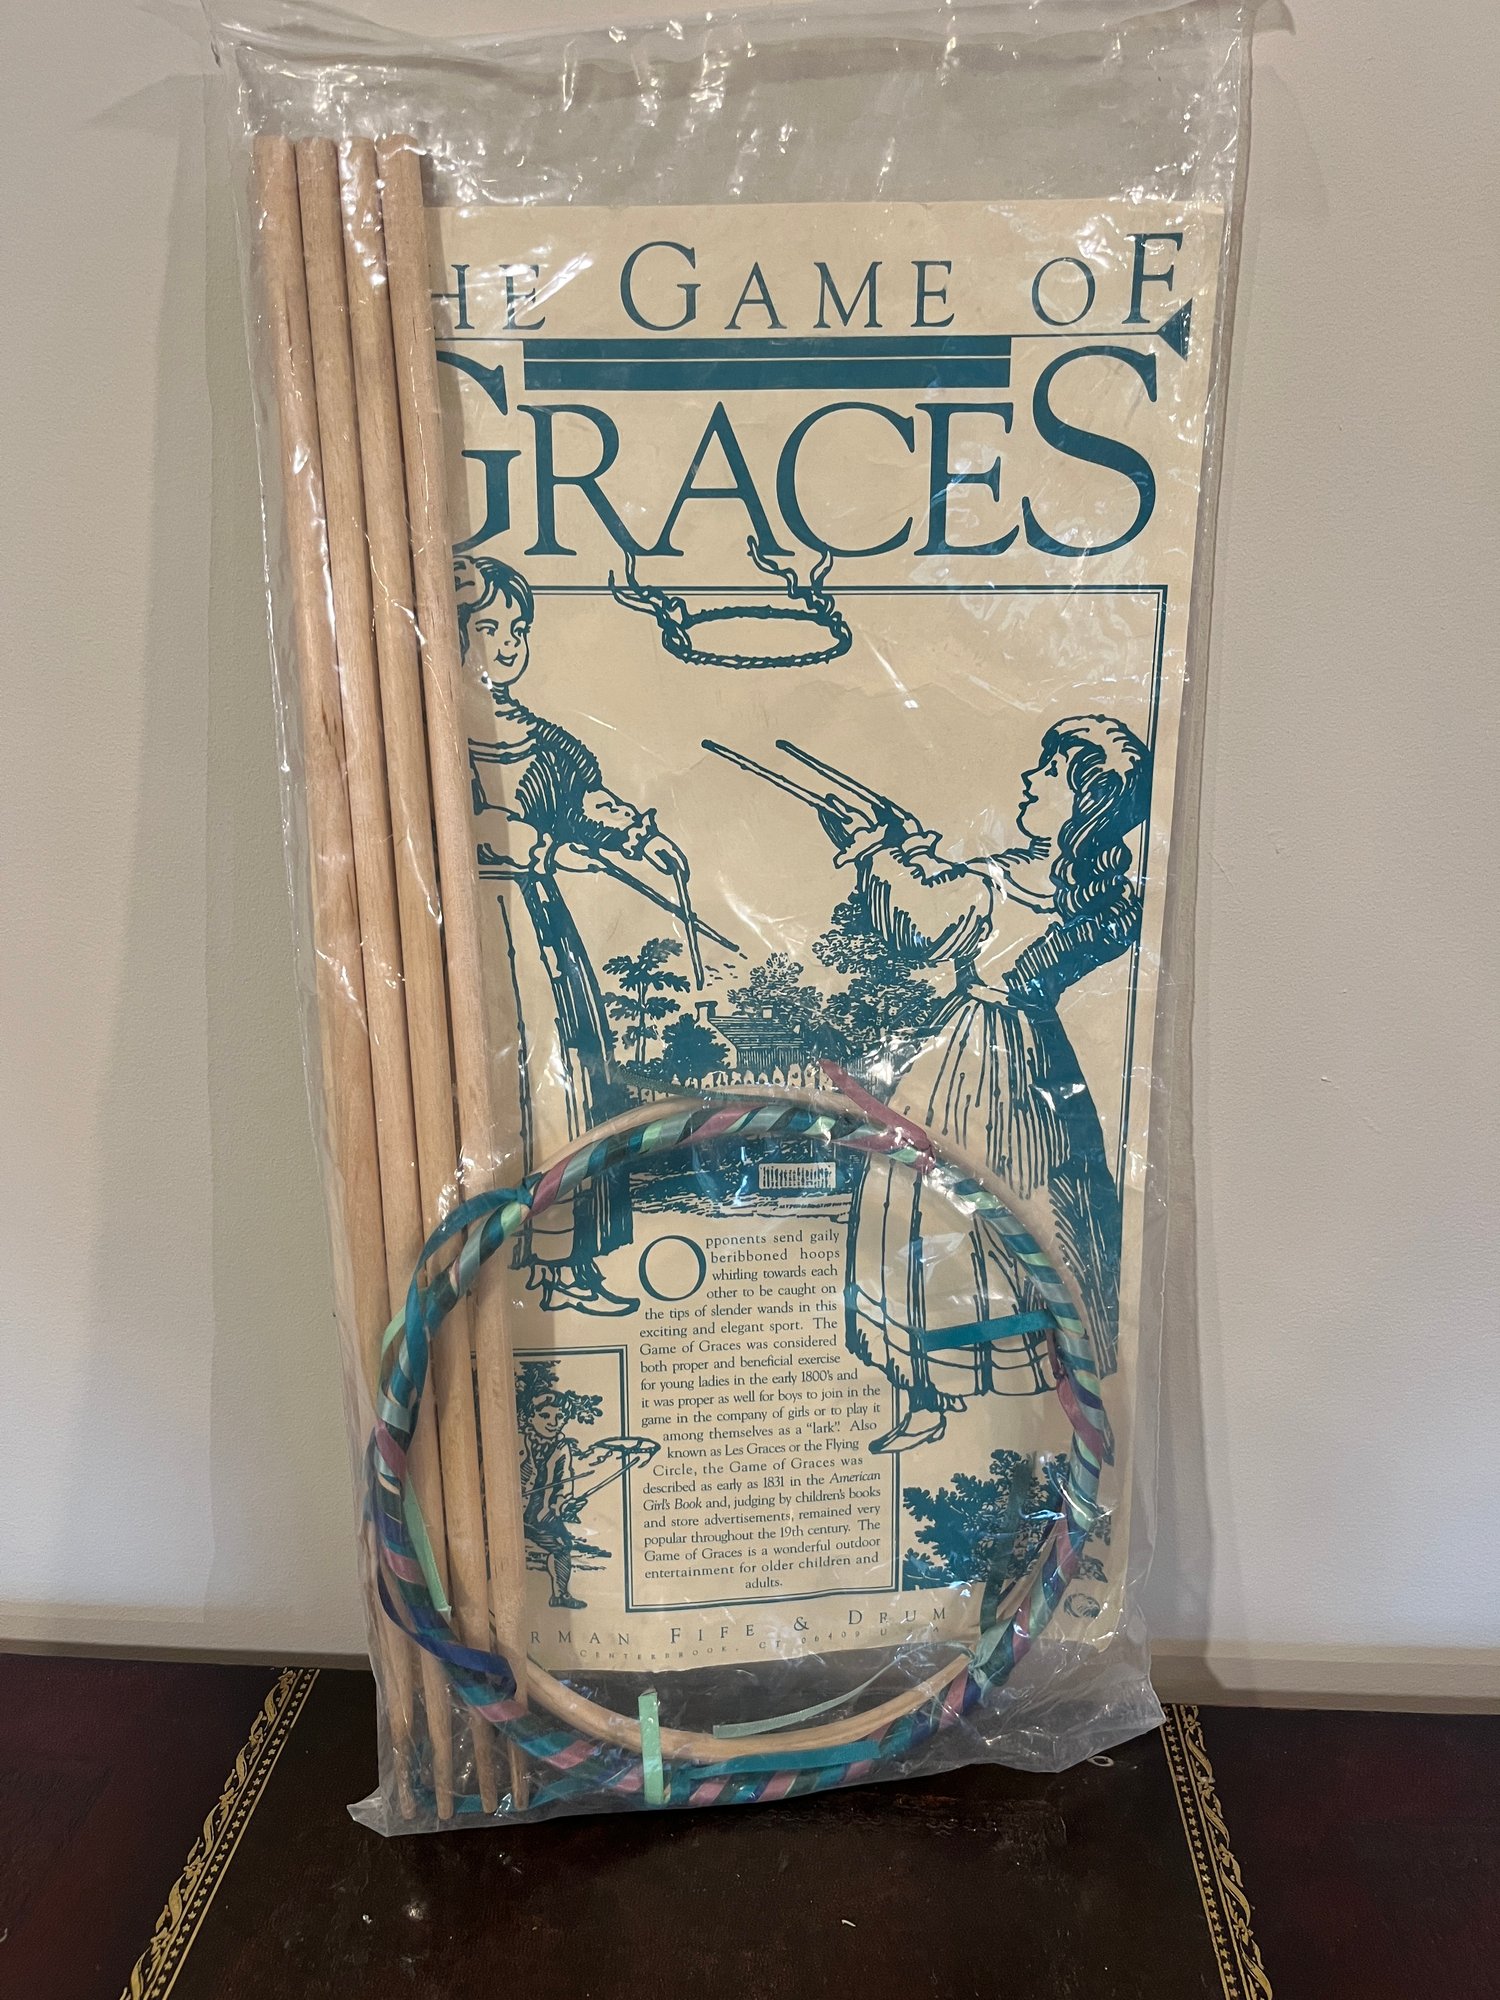 HE GAME OF
GRACES
Opponents send gaily
beribboned hoops
whirling towards each
other to be caught on
the tips of slender wands in this
exciting and elegant sport. The
Game of Graces was considered
both proper and beneficial exercise
for young ladies in the early 1800's and
it was proper as well for boys to join in the
game in the company of girls or to play it
among themselves as a "lark". Also
known as Les Graces or the Flying
Circle, the Game of Graces was
described as early as 1831 in the American
Girl's Book and, judging by children's books
and store advertisements, remained very
popular throughout the 19th century. The
Game of Graces is a wonderful outdoor
entertainment for older children and
adults.
RMAN FIFE & DRUM
CENTERBROOK, CT 06409 U